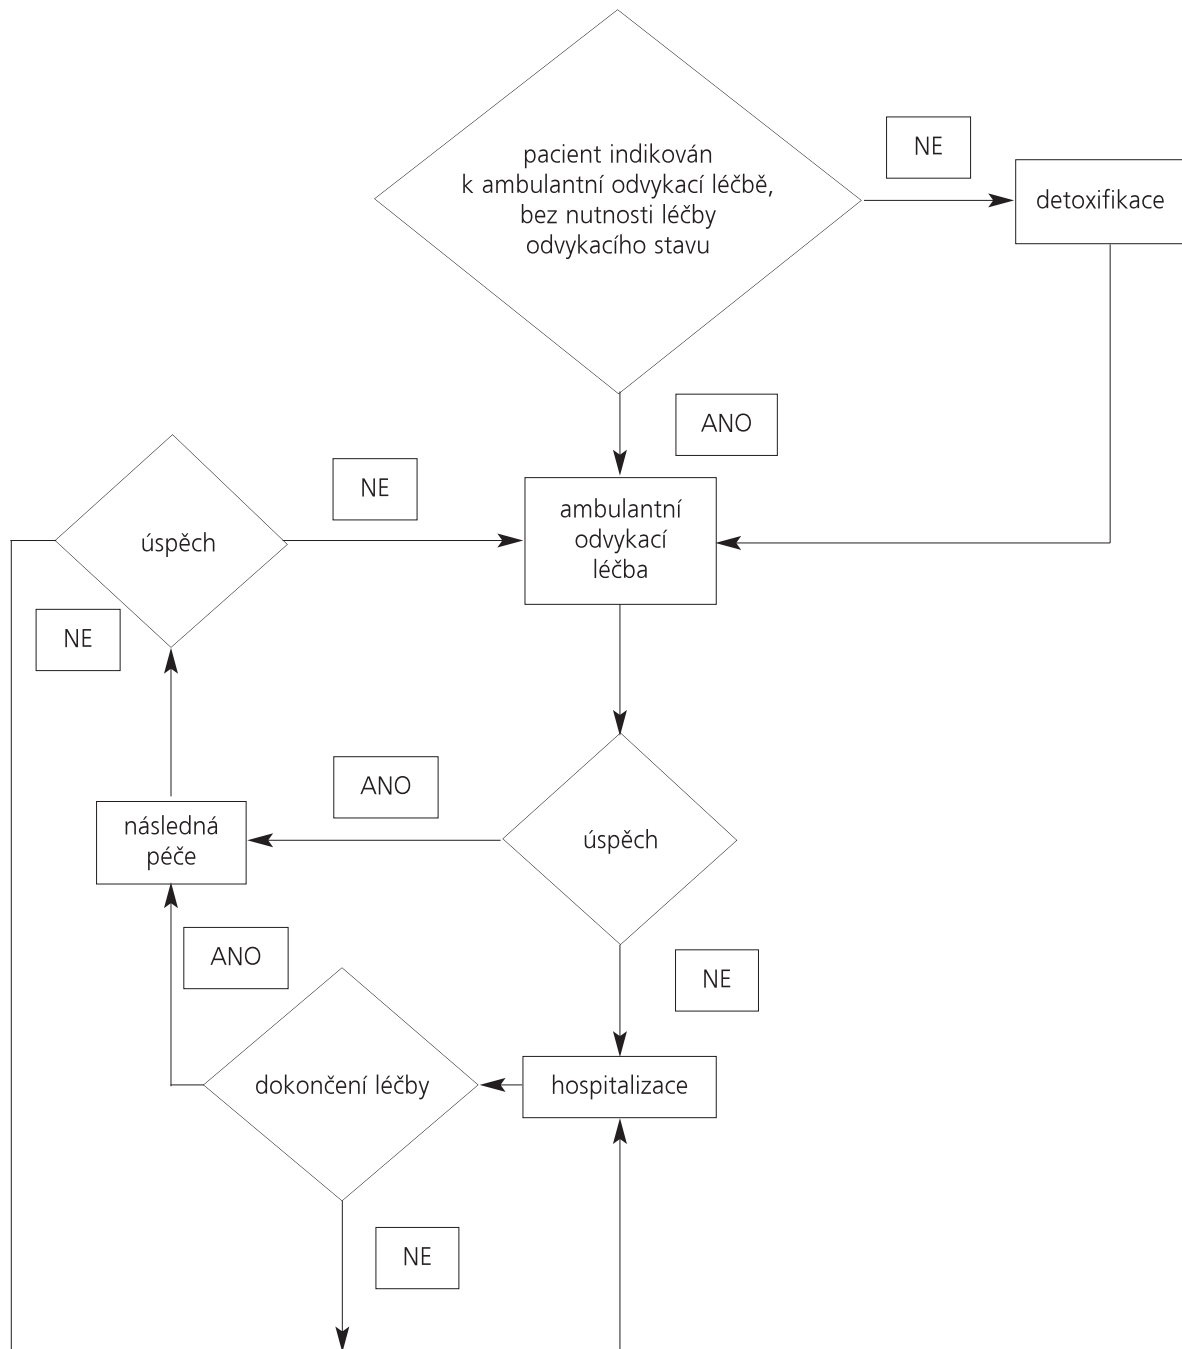 pacient indikován
k ambulantní odvykací léčbě,
bez nutnosti léčby
odvykacího stavu
NE
detoxifikace
ANO
úspěch
NE
ambulantní
odvykací
léčba
NE
ANO
následná
péče
úspěch
ANO
NE
dokončení léčby
hospitalizace
NE